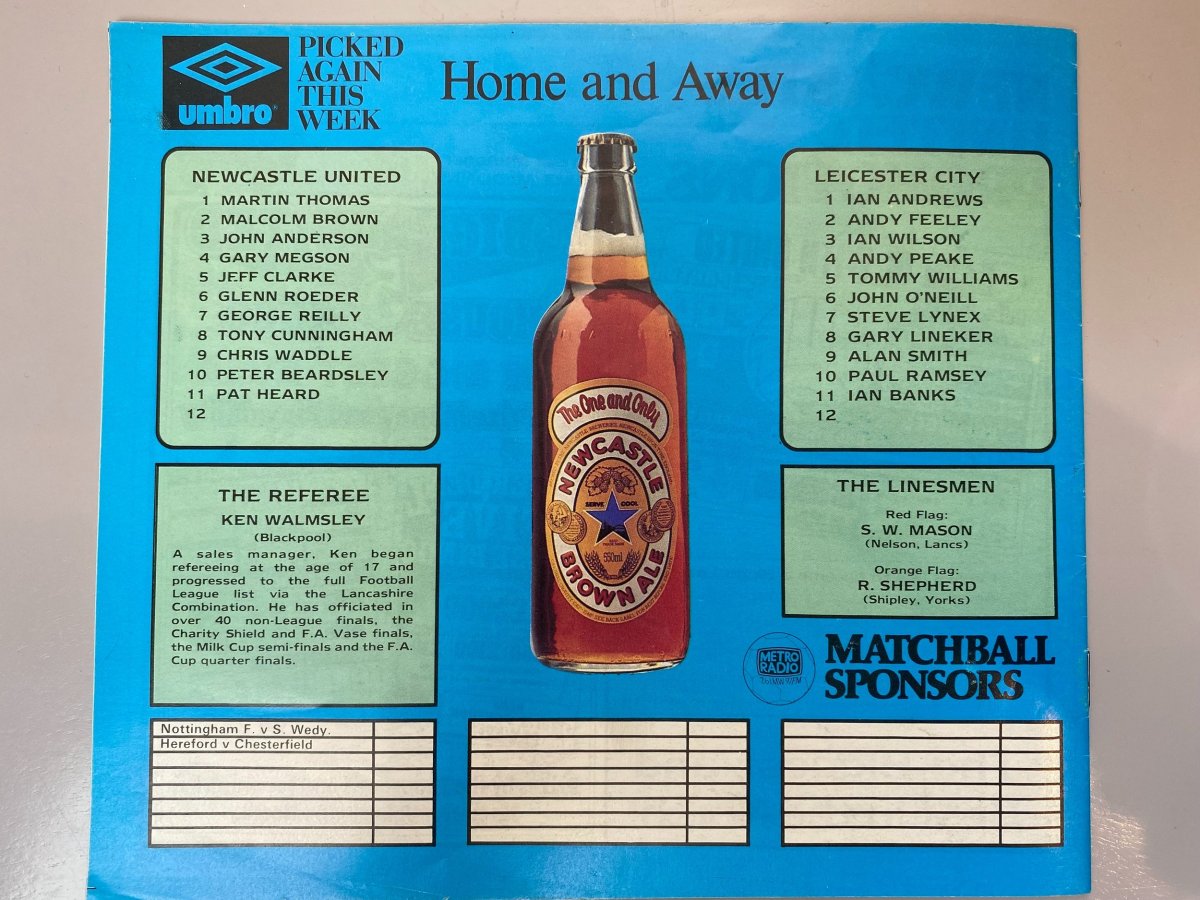 umbro
PICKED
AGAIN
THIS
WEEK
Home and Away
NEWCASTLE UNITED
1 MARTIN THOMAS
2 MALCOLM BROWN
3 JOHN ANDERSON
4 GARY MEGSON
5 JEFF CLARKE
6 GLENN ROEDER
7 GEORGE REILLY
8 TONY CUNNINGHAM
9 CHRIS WADDLE
10 PETER BEARDSLEY
11 PAT HEARD
12
THE REFEREE
KEN WALMSLEY
(Blackpool)
A sales manager, Ken began
refereeing at the age of 17 and
progressed to the full Football
League list via the Lancashire
Combination. He has officiated in
over 40 non-League finals, the
Charity Shield and F.A. Vase finals,
the Milk Cup semi-finals and the F.A.
Cup quarter finals.
The One and Only
NEWCASTLE
SERVE COOL
550ml
BROWN ALE
LEICESTER CITY
1 IAN ANDREWS
2 ANDY FEELEY
3 IAN WILSON
4 ANDY PEAKE
5 TOMMY WILLIAMS
6 JOHN O'NEILL
7 STEVE LYNEX
8 GARY LINEKER
9 ALAN SMITH
10 PAUL RAMSEY
11 IAN BANKS
12
THE LINESMEN
Red Flag:
S. W. MASON
(Nelson, Lancs)
Orange Flag:
R. SHEPHERD
(Shipley, Yorks)
METRO
RADIO
MATCHBALL
SPONSORS
Nottingham F. v S. Wedy.
Hereford v Chesterfield